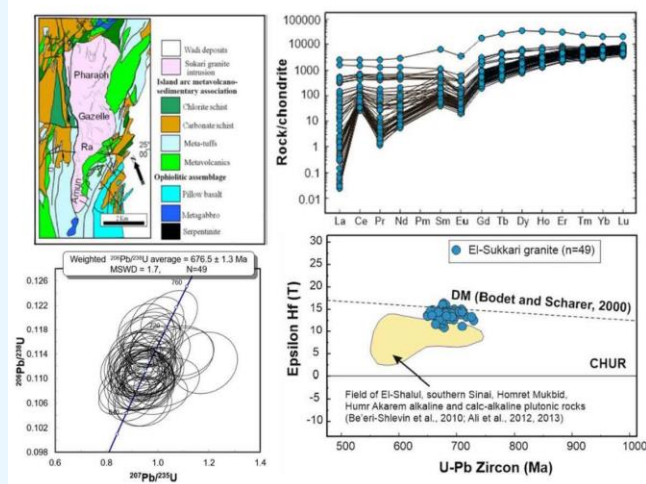 Pharaoh
Gazelle
Ra
Amun
25°
00
2 km
Wadi deposits
Sukari granite
intrusion
Island arc metavolcano-
sedimentary association
Chlorite schist
Carbonate schist
Meta-tuffs
Metavolcanics
Ophiolitic assemblage
Pillow basalt
Metagabbro
Serpentinite
Rock/chondrite
100000
10000
1000
100
10
1
0.1
0.01
La Ce Pr Nd Pm Sm Eu Gd Tb Dy Ho Er Tm Yb Lu
Weighted ²⁰⁶Pb/²³⁸U average = 676.5 ± 1.3 Ma
MSWD = 1.7, N=49
²⁰⁶Pb/²³⁸U
0.126
0.122
0.118
0.114
0.110
0.106
0.102
0.098
760
0.6 0.8 1.0 1.2 1.4
²⁰⁷Pb/²³⁵U
Epsilon Hf (T)
30
25
20
15
10
5
0
-5
-10
El-Sukkari granite (n=49)
DM (Bodet and Scharer, 2000)
CHUR
Field of El-Shalul, southern Sinai, Homret Mukbid,
Humr Akarem alkaline and calc-alkaline plutonic rocks
(Be'eri-Shlevin et al., 2010; Ali et al., 2012, 2013)
500 600 700 800 900 1000
U-Pb Zircon (Ma)